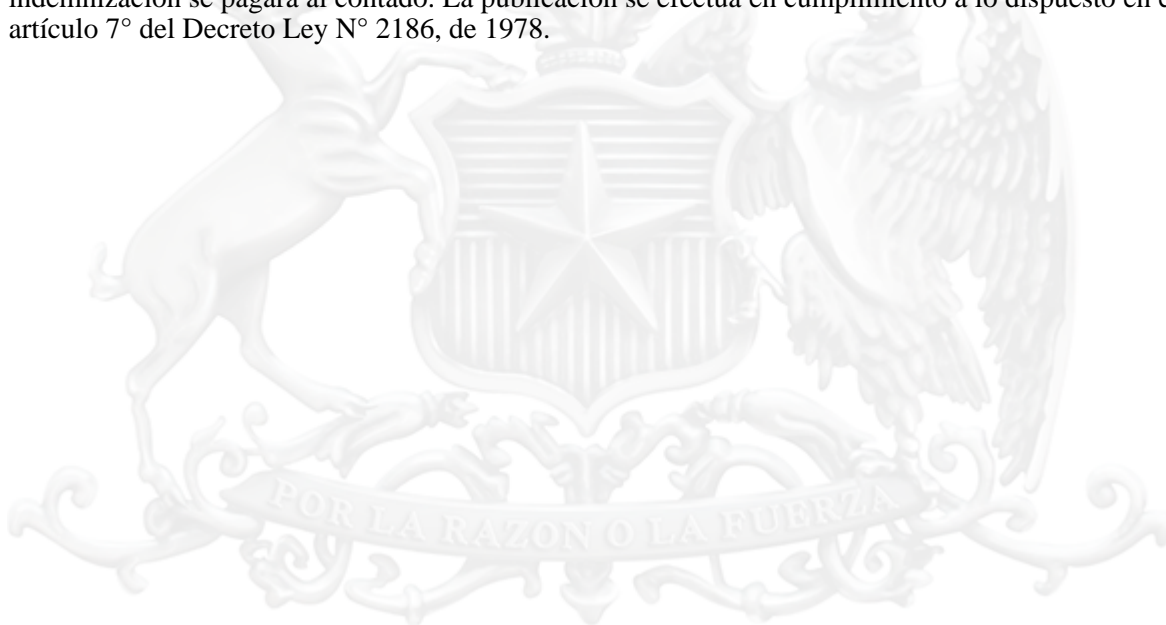 indemnización se pagará al contado. La publicación se efectúa en cumplimiento a lo dispuesto en e
artículo 7° del Decreto Ley N° 2186, de 1978.
POR LA RAZON O LA FUERZA